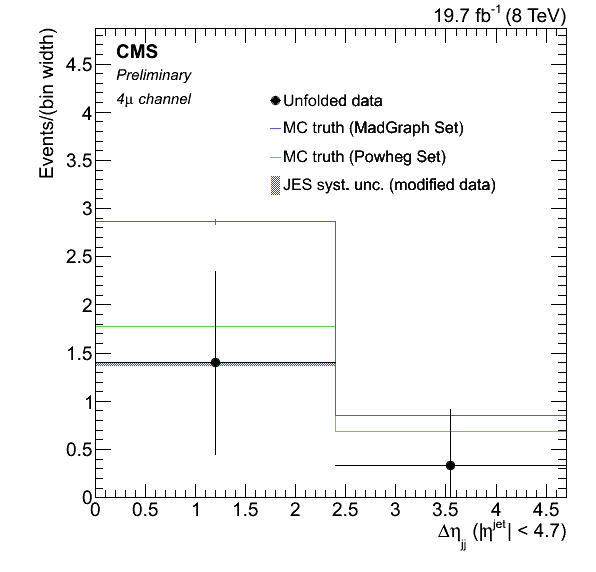 19.7 fb-1 (8 TeV)
CMS
Preliminary
4μ channel
Unfolded data
MC truth (MadGraph Set)
MC truth (Powheg Set)
JES syst. unc. (modified data)
Events/(bin width)
4.5
4
3.5
3
2.5
2
1.5
1
0.5
0
0 0.5 1 1.5 2 2.5 3 3.5 4 4.5
Δηjj (|ηjet| < 4.7)